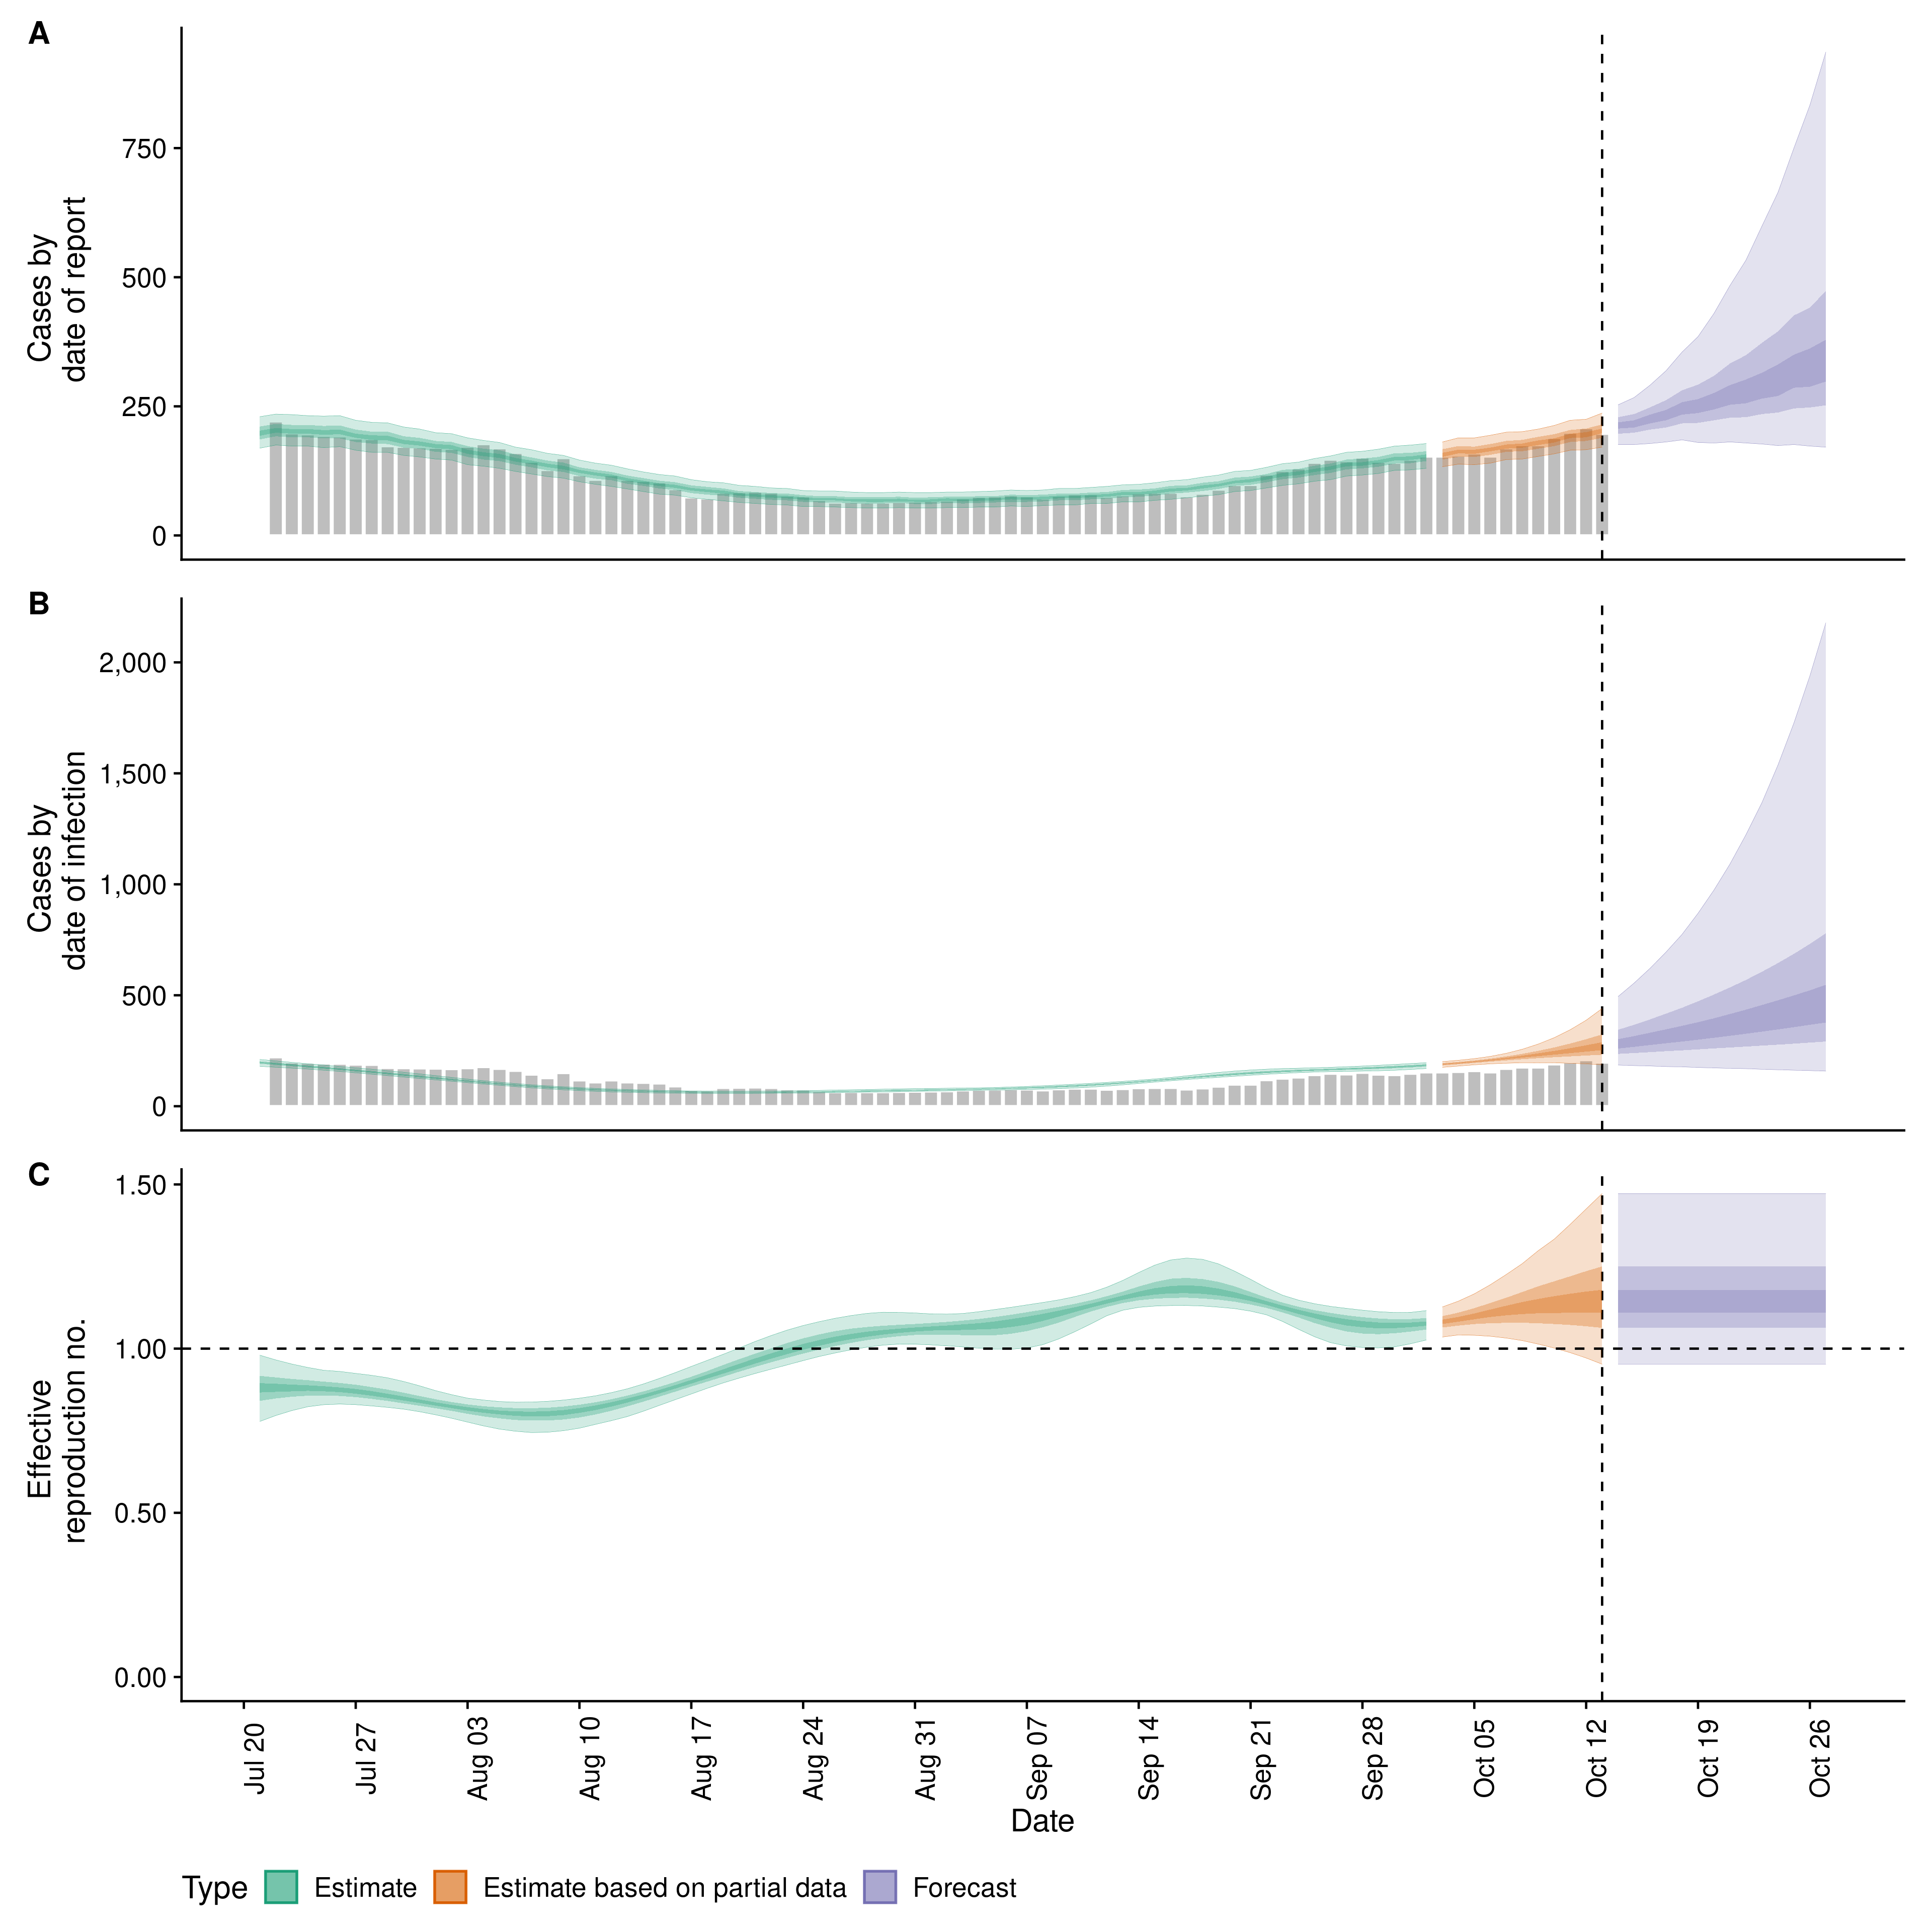 A
Cases by
date of report
750
500
250
0
B
Cases by
date of infection
2,000
1,500
1,000
500
0
C
Effective
reproduction no.
1.50
1.00
0.50
0.00
Jul 20
Jul 27
Aug 03
Aug 10
Aug 17
Aug 24
Aug 31
Sep 07
Sep 14
Sep 21
Sep 28
Oct 05
Oct 12
Oct 19
Oct 26
Date
Type Estimate Estimate based on partial data Forecast